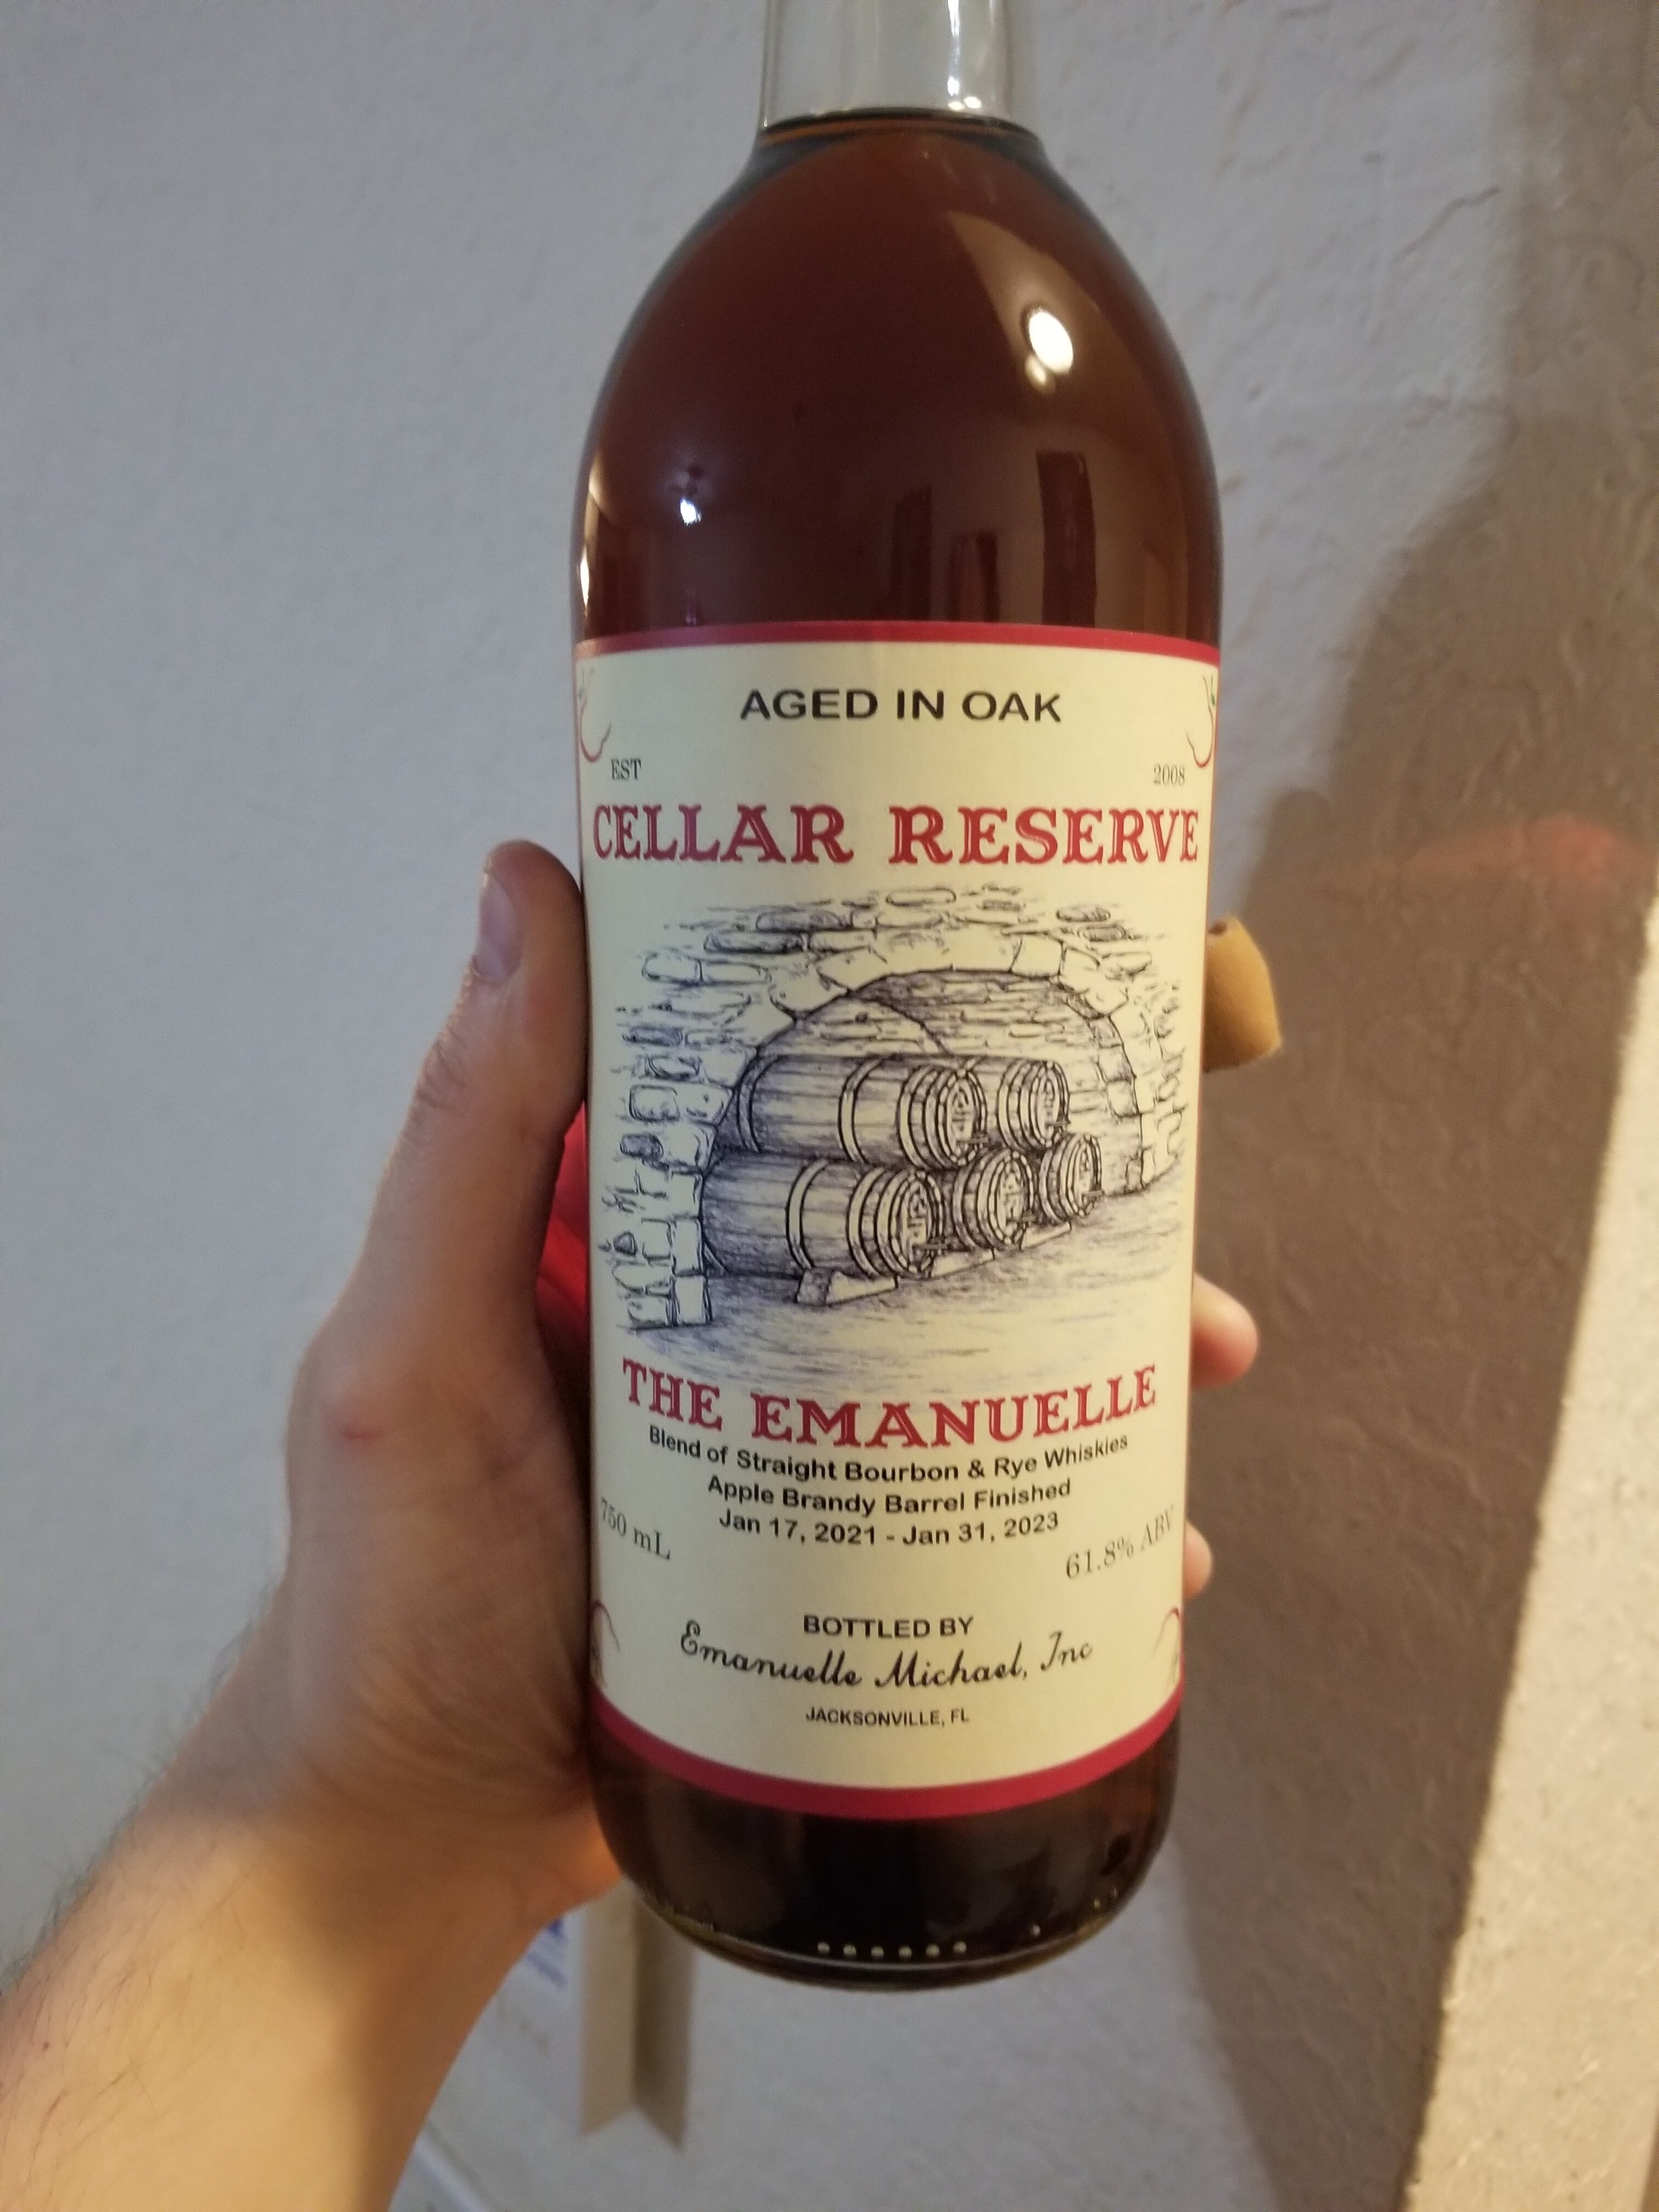 AGED IN OAK
EST 2008
CELLAR RESERVE
THE EMANUELLE
Blend of Straight Bourbon & Rye Whiskies
Apple Brandy Barrel Finished
Jan 17, 2021 - Jan 31, 2023
750 mL
61.8% ABV
BOTTLED BY
Emanuelle Michael, Inc
JACKSONVILLE, FL